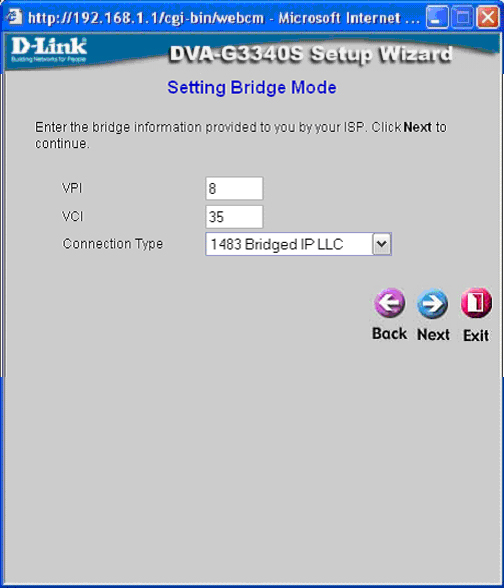 http://192.168.1.1/cgi-bin/webcm - Microsoft Internet ...
D-Link
Building Networks for People
DVA-G3340S Setup Wizard
Setting Bridge Mode
Enter the bridge information provided to you by your ISP. Click Next to
continue.
VPI 8
VCI 35
Connection Type 1483 Bridged IP LLC
Back Next Exit